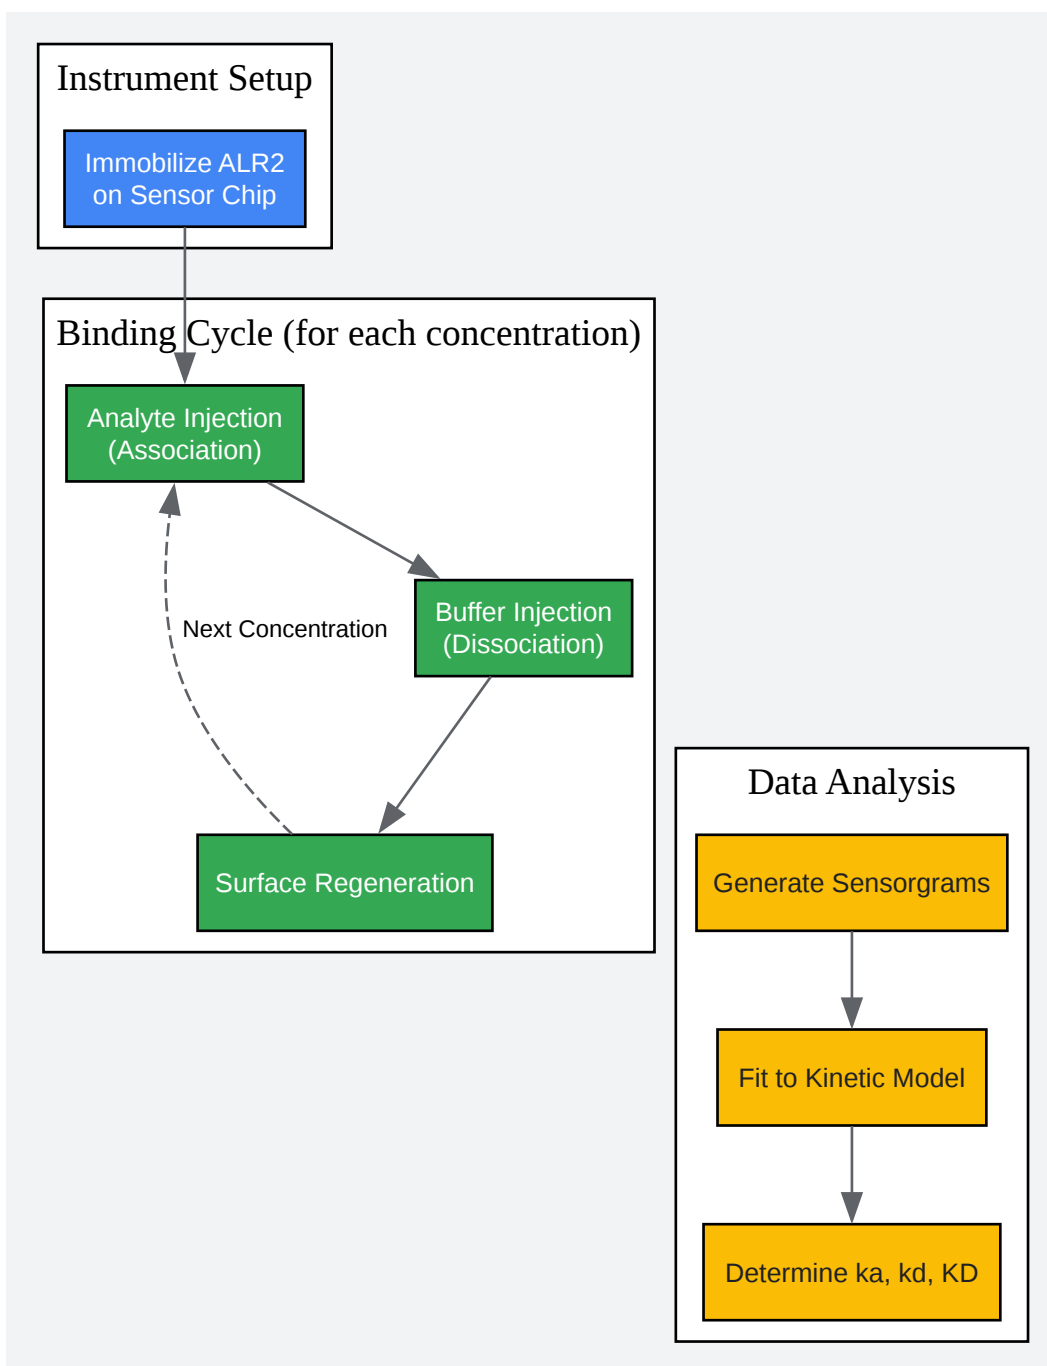 Instrument Setup
Immobilize ALR2
on Sensor Chip
Binding Cycle (for each concentration)
Analyte Injection
(Association)
Buffer Injection
(Dissociation)
Next Concentration
Surface Regeneration
Data Analysis
Generate Sensorgrams
Fit to Kinetic Model
Determine ka, kd, KD